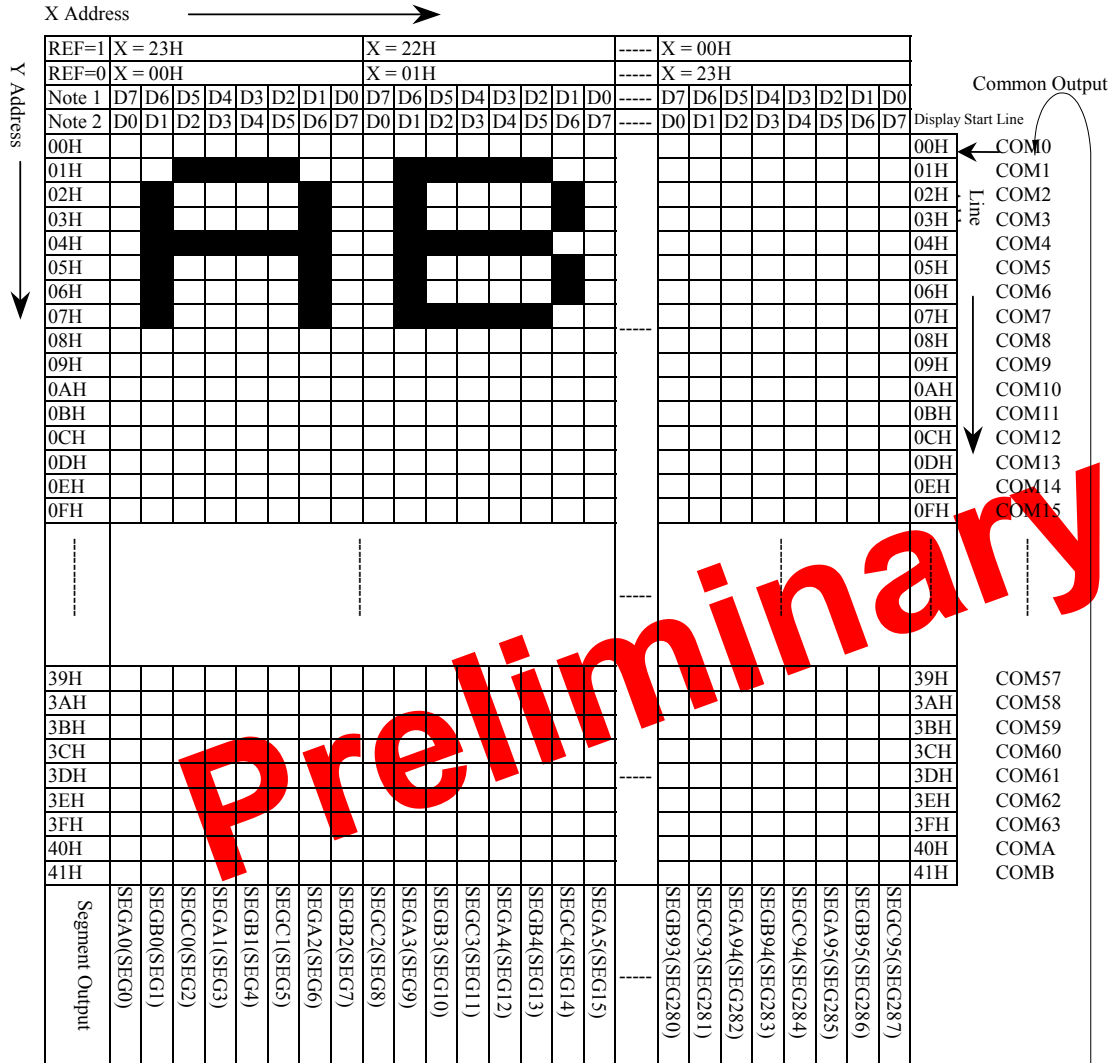 X Address
Y Address
REF=1 X = 23H X = 22H ----- X = 00H
REF=0 X = 00H X = 01H ----- X = 23H
Common Output
Note 1 D7 D6 D5 D4 D3 D2 D1 D0 D7 D6 D5 D4 D3 D2 D1 D0 ----- D7 D6 D5 D4 D3 D2 D1 D0
Note 2 D0 D1 D2 D3 D4 D5 D6 D7 D0 D1 D2 D3 D4 D5 D6 D7 ----- D0 D1 D2 D3 D4 D5 D6 D7 Display Start Line
00H 00H COM0
01H 01H COM1
02H 02H COM2
Line
03H 03H COM3
04H 04H COM4
05H 05H COM5
06H 06H COM6
07H ----- 07H COM7
08H 08H COM8
09H 09H COM9
0AH 0AH COM10
0BH 0BH COM11
0CH 0CH COM12
0DH 0DH COM13
0EH 0EH COM14
0FH 0FH COM15
-----
Preliminary
39H 39H COM57
3AH 3AH COM58
3BH 3BH COM59
3CH 3CH COM60
3DH ----- 3DH COM61
3EH 3EH COM62
3FH 3FH COM63
40H 40H COMA
41H 41H COMB
Segment Output
SEGA0(SEG0)
SEGB0(SEG1)
SEGC0(SEG2)
SEGA1(SEG3)
SEGB1(SEG4)
SEGC1(SEG5)
SEGA2(SEG6)
SEGB2(SEG7)
SEGC2(SEG8)
SEGA3(SEG9)
SEGB3(SEG10)
SEGC3(SEG11)
SEGA4(SEG12)
SEGB4(SEG13)
SEGC4(SEG14)
SEGA5(SEG15)
-----
SEGB93(SEG280)
SEGC93(SEG281)
SEGA94(SEG282)
SEGB94(SEG283)
SEGC94(SEG284)
SEGA95(SEG285)
SEGB95(SEG286)
SEGC95(SEG287)